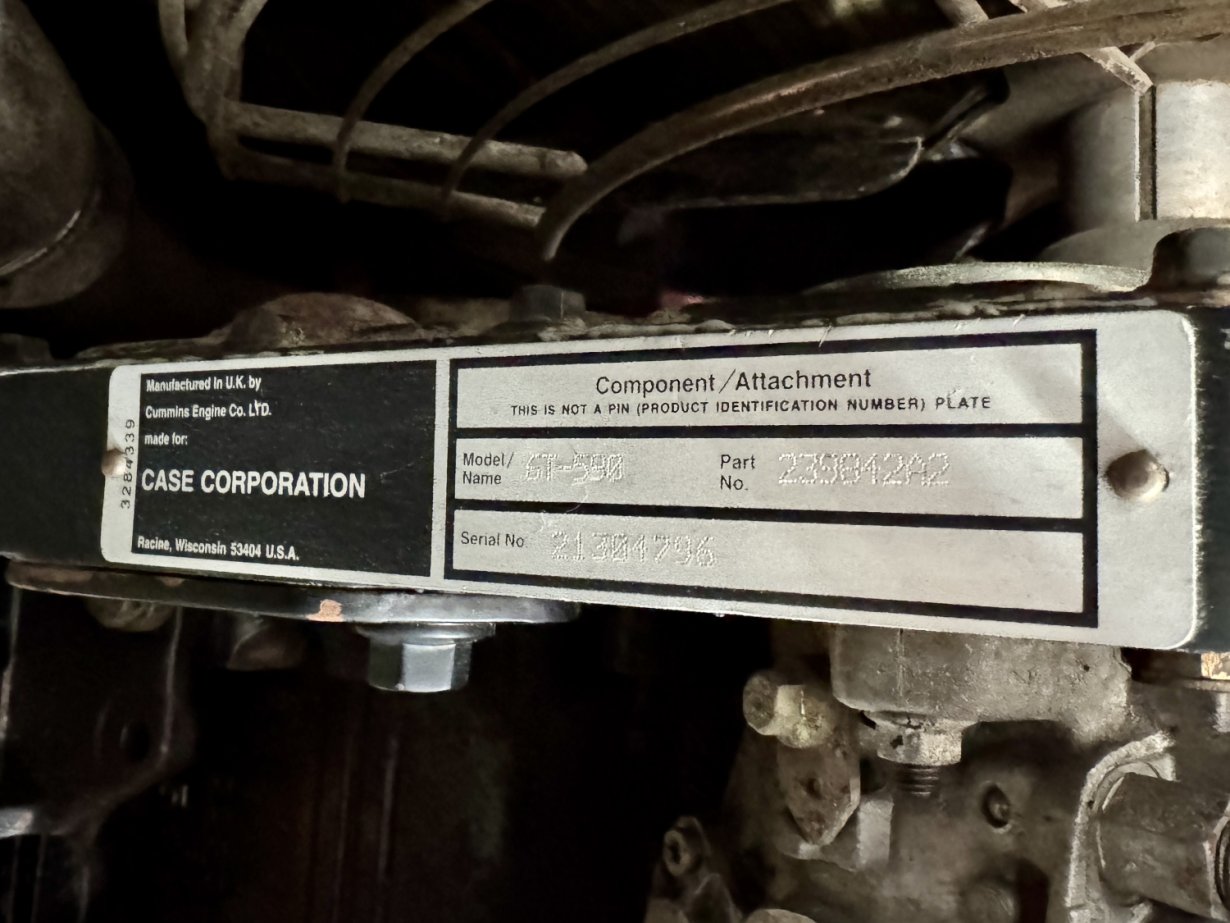 Manufactured In U.K. by
Cummins Engine Co. LTD.
made for:
CASE CORPORATION
Racine, Wisconsin 53404 U.S.A.
3284339
Component/Attachment
THIS IS NOT A PIN (PRODUCT IDENTIFICATION NUMBER) PLATE
Model/ Name 6T-590
Part No. 239842A2
Serial No 21304796